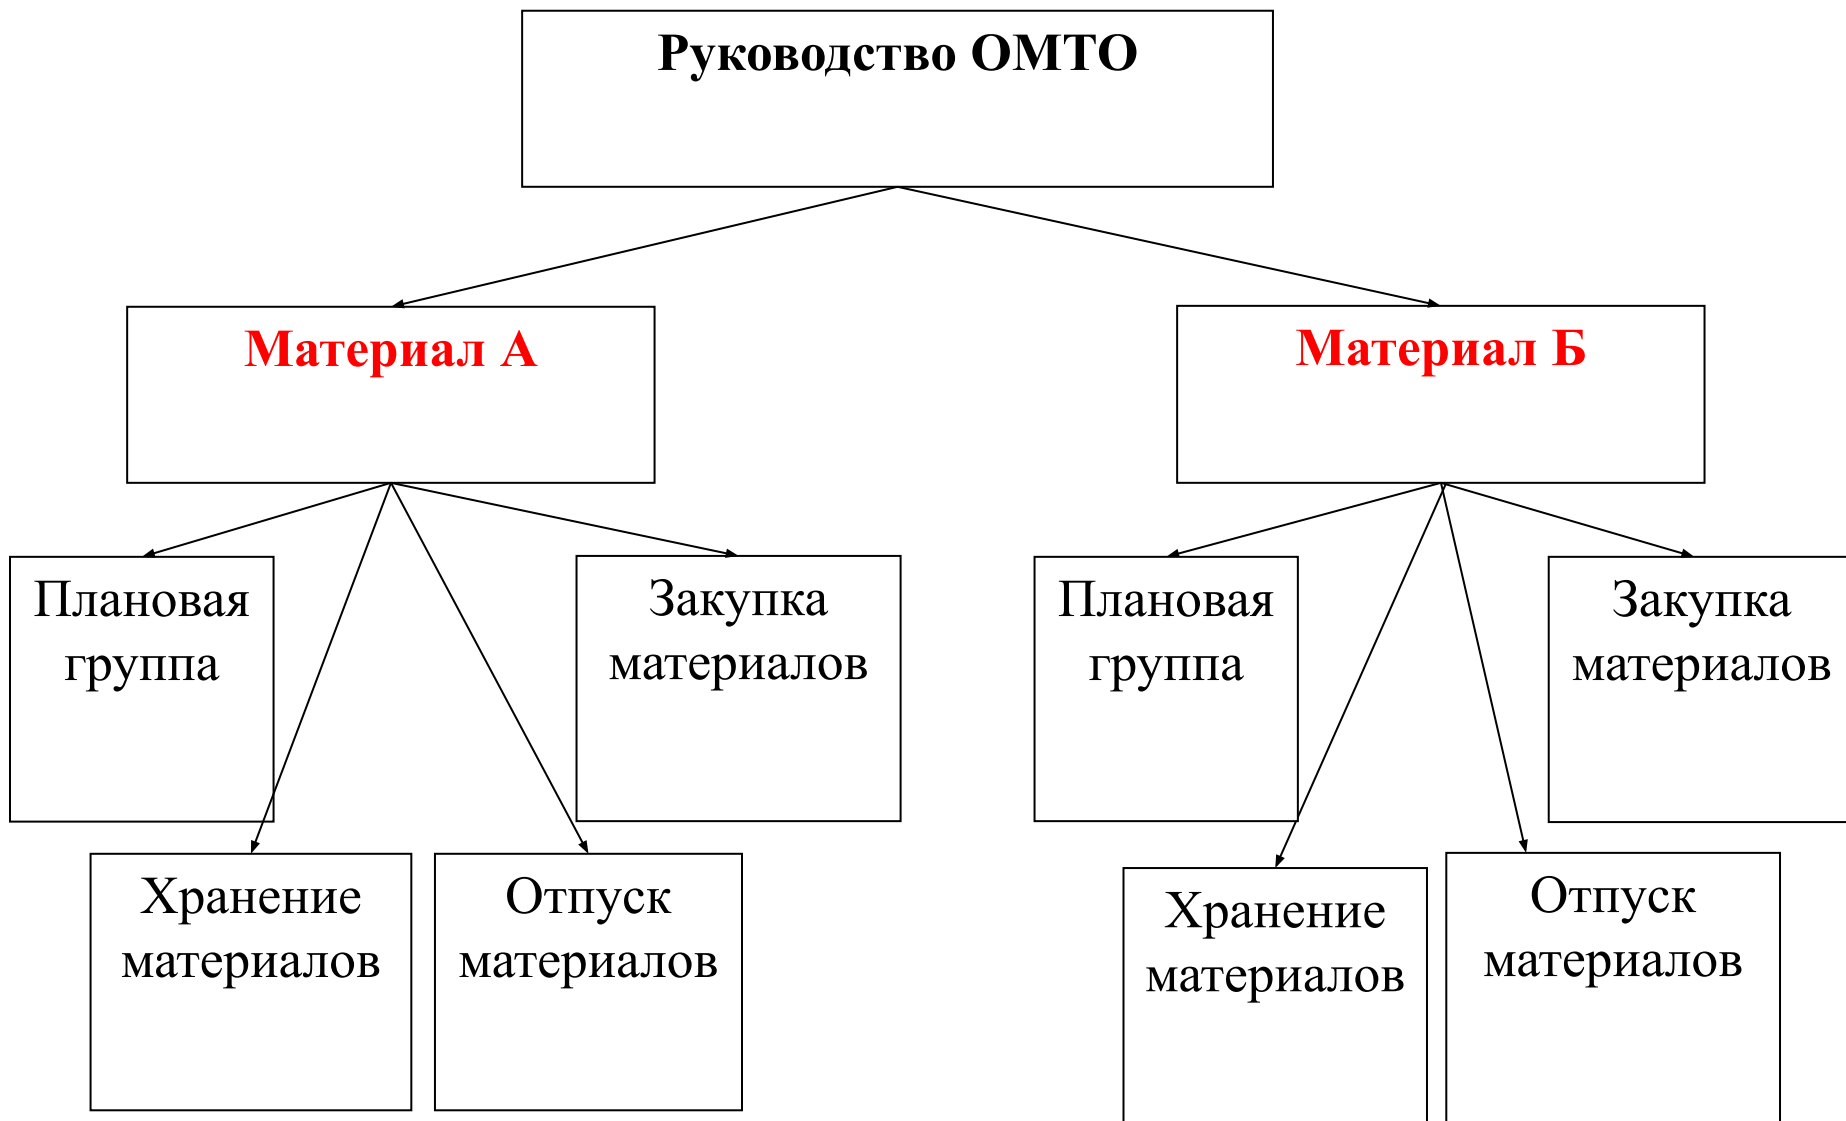 Руководство ОМТО
Материал А
Материал Б
Плановая
группа
Закупка
материалов
Плановая
группа
Закупка
материалов
Хранение
материалов
Отпуск
материалов
Хранение
материалов
Отпуск
материалов